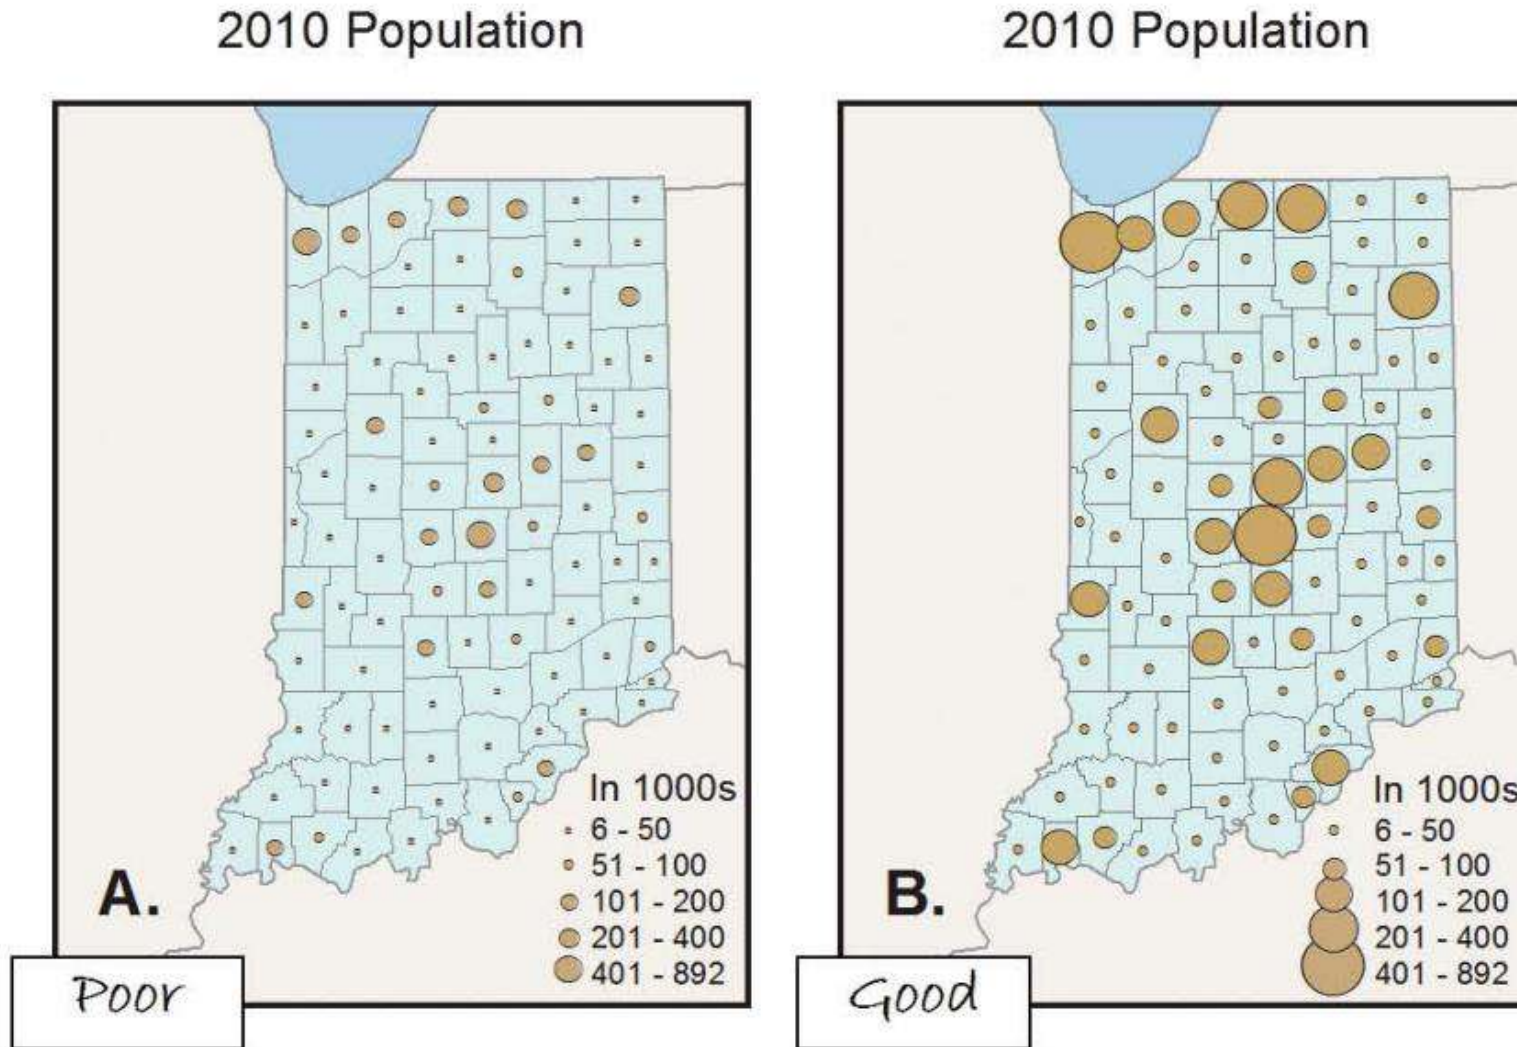 2010 Population
In 1000s
6 - 50
51 - 100
101 - 200
201 - 400
401 - 892
A.
Poor
2010 Population
In 1000s
6 - 50
51 - 100
101 - 200
201 - 400
401 - 892
B.
Good